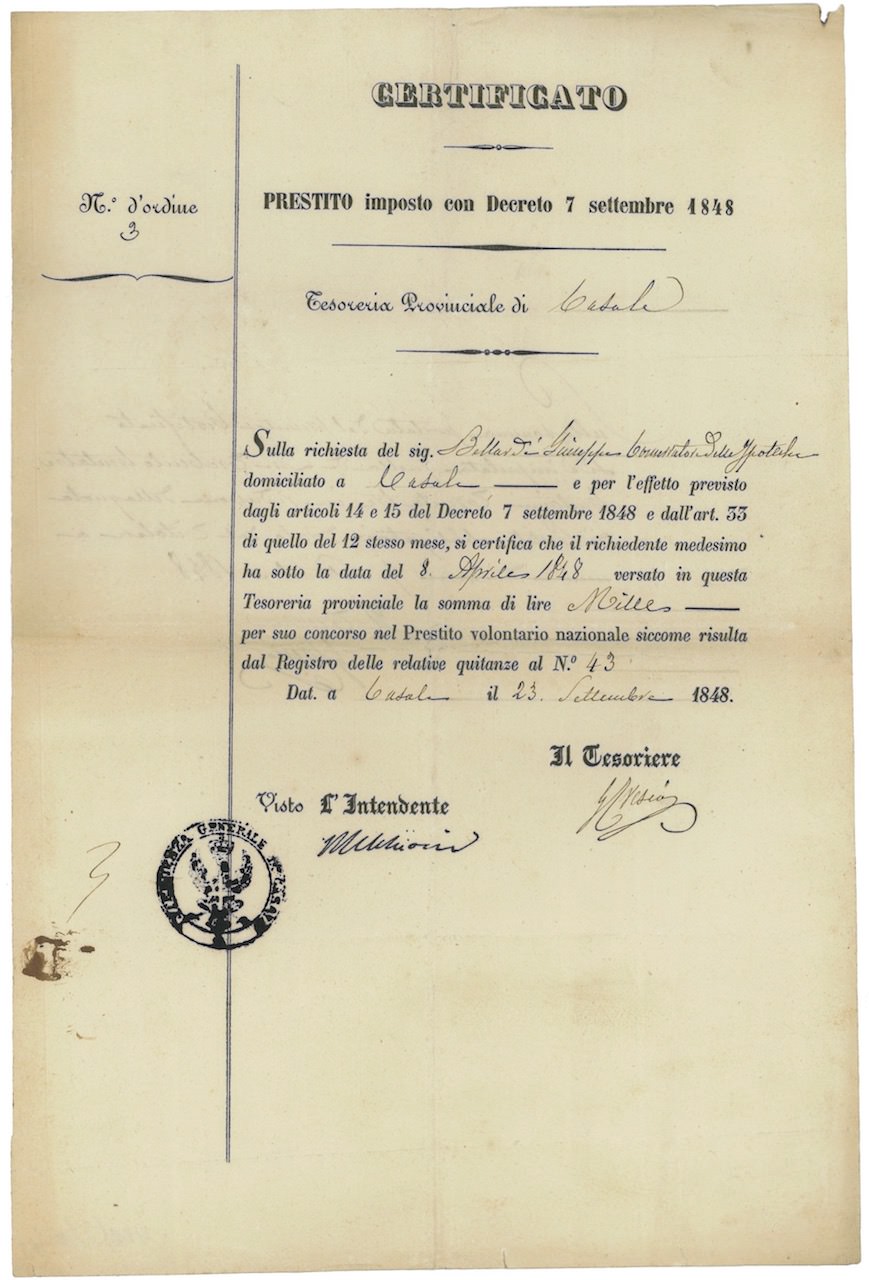 CERTIFICATO
N.º d'ordine
3
PRESTITO imposto con Decreto 7 settembre 1848
Tesoreria Provinciale di Casale
Sulla richiesta del sig. Bellardi Giuseppe Conservatore delle Ipoteche
domiciliato a Casale e per l'effetto previsto
dagli articoli 14 e 15 del Decreto 7 settembre 1848 e dall'art. 33
di quello del 12 stesso mese, si certifica che il richiedente medesimo
ha sotto la data del 8. Aprile 1848 versato in questa
Tesoreria provinciale la somma di lire Mille
per suo concorso nel Prestito volontario nazionale siccome risulta
dal Registro delle relative quitanze al N.º 43
Dat. a Casale il 23. Settembre 1848.
Il Tesoriere
Visto L'Intendente
GENERALE DI CASALE